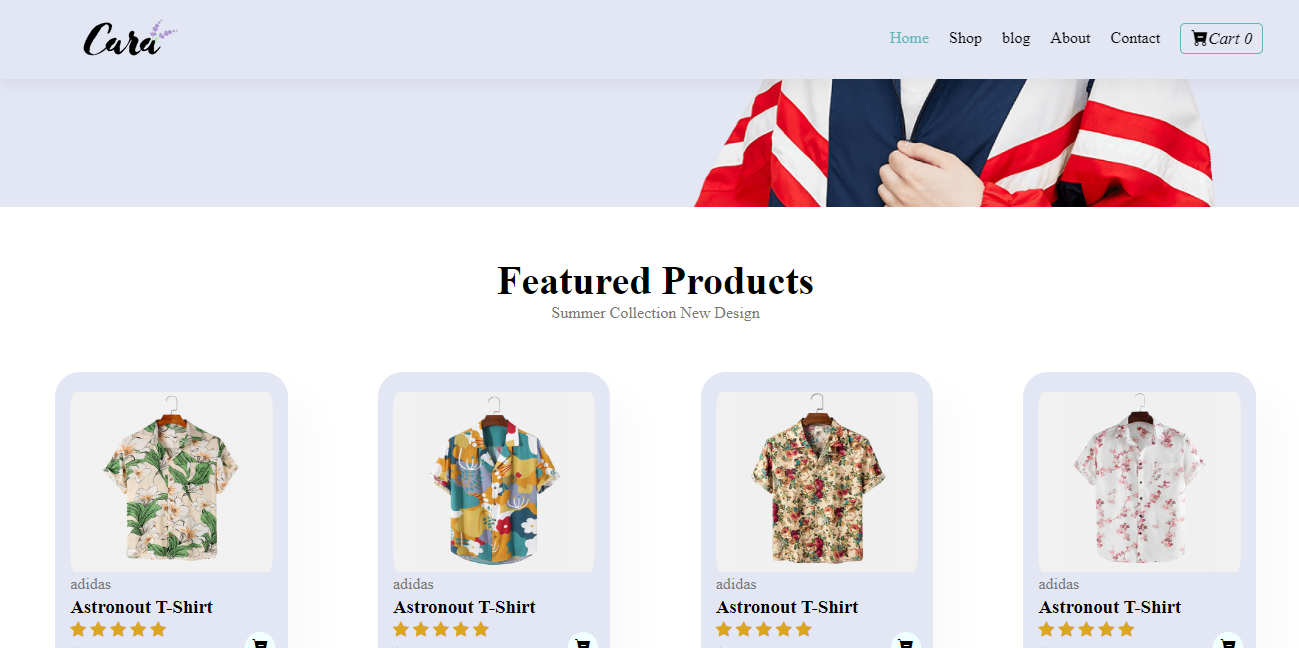 Cara
Home Shop blog About Contact Cart 0
Featured Products
Summer Collection New Design
adidas adidas adidas adidas
Astronout T-Shirt Astronout T-Shirt Astronout T-Shirt Astronout T-Shirt